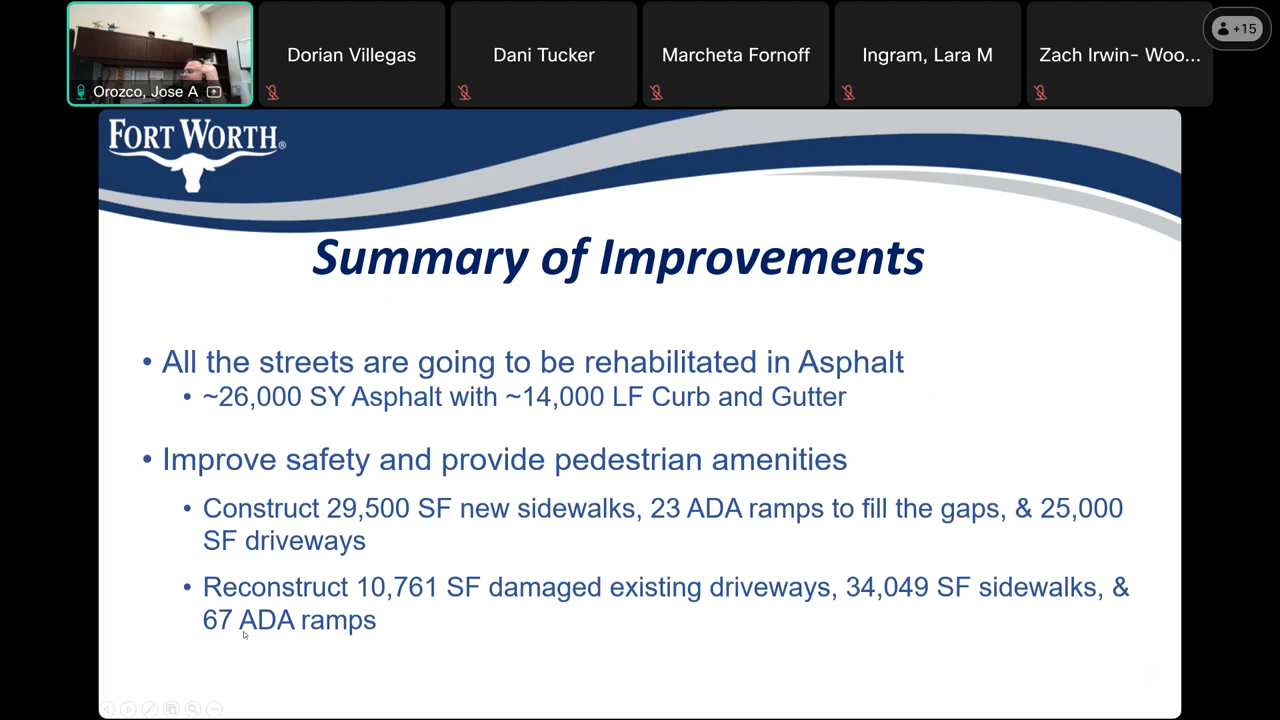 Orozco, Jose A
Dorian Villegas
Dani Tucker
Marcheta Fornoff
Ingram, Lara M
Zach Irwin- Woo...
+15
FORT WORTH®
Summary of Improvements
• All the streets are going to be rehabilitated in Asphalt
• ~26,000 SY Asphalt with ~14,000 LF Curb and Gutter
• Improve safety and provide pedestrian amenities
• Construct 29,500 SF new sidewalks, 23 ADA ramps to fill the gaps, & 25,000
SF driveways
• Reconstruct 10,761 SF damaged existing driveways, 34,049 SF sidewalks, &
67 ADA ramps